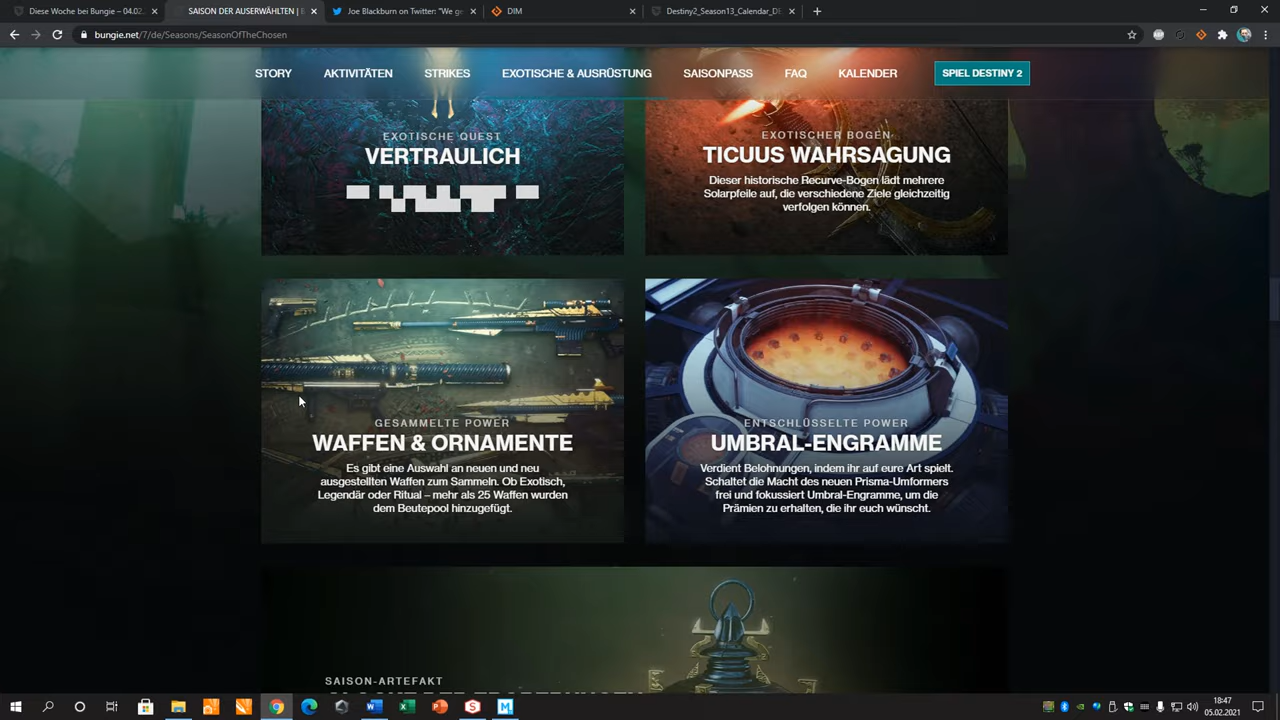 Diese Woche bei Bungie – 04.02.
SAISON DER AUSERWÄHLTEN | B
Joe Blackburn on Twitter: "We ge
DIM
Destiny2_Season13_Calendar_DE
bungie.net/7/de/Seasons/SeasonOfTheChosen
STORY
AKTIVITÄTEN
STRIKES
EXOTISCHE & AUSRÜSTUNG
SAISONPASS
FAQ
KALENDER
SPIEL DESTINY 2
EXOTISCHE QUEST
VERTRAULICH
EXOTISCHER BOGEN
TICUUS WAHRSAGUNG
Dieser historische Recurve-Bogen lädt mehrere
Solarpfeile auf, die verschiedene Ziele gleichzeitig
verfolgen können.
GESAMMELTE POWER
WAFFEN & ORNAMENTE
Es gibt eine Auswahl an neuen und neu
ausgestellten Waffen zum Sammeln. Ob Exotisch,
Legendär oder Ritual – mehr als 25 Waffen wurden
dem Beutepool hinzugefügt.
ENTSCHLÜSSELTE POWER
UMBRAL-ENGRAMME
Verdient Belohnungen, indem ihr auf eure Art spielt.
Schaltet die Macht des neuen Prisma-Umformers
frei und fokussiert Umbral-Engramme, um die
Prämien zu erhalten, die ihr euch wünscht.
SAISON-ARTEFAKT
18:47
05.02.2021